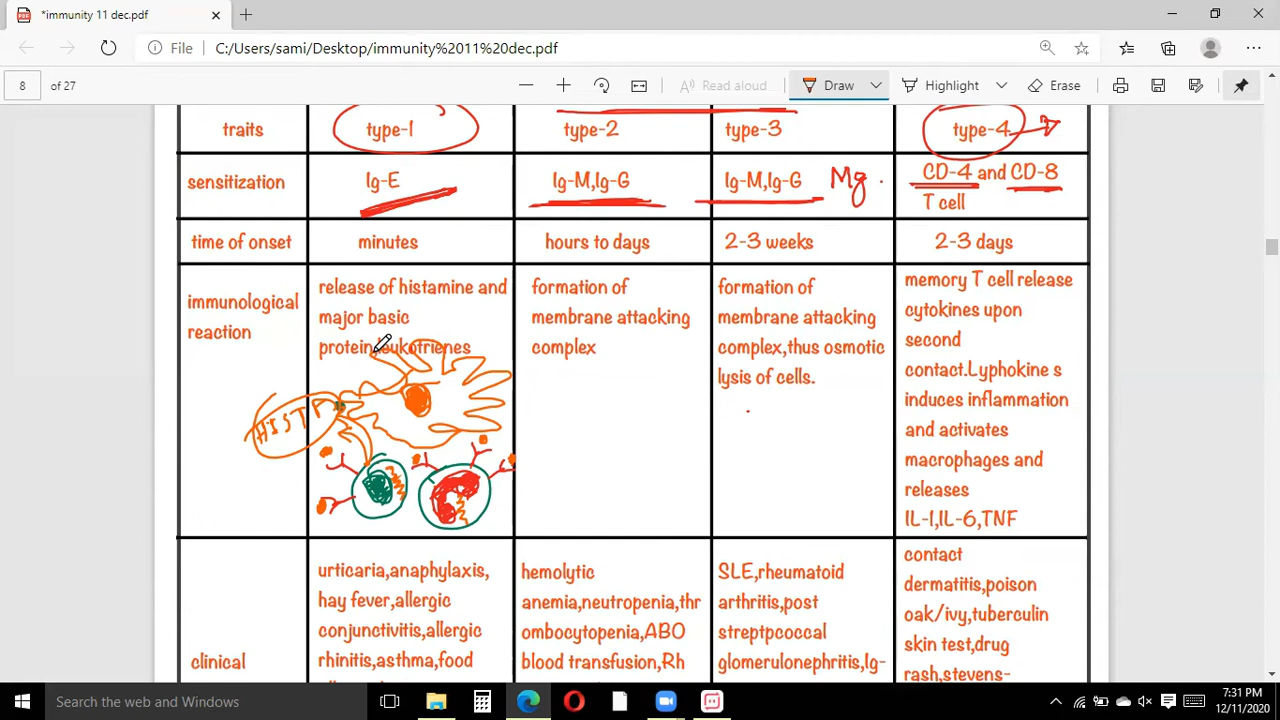 *immunity 11 dec.pdf
File
C:/Users/sami/Desktop/immunity%2011%20dec.pdf
8 of 27
Read aloud
Draw
Highlight
Erase
traits
type-1
type-2
type-3
type-4
sensitization
Ig-E
Ig-M,Ig-G
Ig-M,Ig-G
Mg.
CD-4 and CD-8
T cell
time of onset
minutes
hours to days
2-3 weeks
2-3 days
immunological
reaction
release of histamine and
major basic
protein,leukotrienes
HISTA
formation of
membrane attacking
complex
formation of
membrane attacking
complex,thus osmotic
lysis of cells.
memory T cell release
cytokines upon
second
contact.Lyphokine s
induces inflammation
and activates
macrophages and
releases
IL-1,IL-6,TNF
clinical
urticaria,anaphylaxis,
hay fever,allergic
conjunctivitis,allergic
rhinitis,asthma,food
hemolytic
anemia,neutropenia,thr
ombocytopenia,ABO
blood transfusion,Rh
SLE,rheumatoid
arthritis,post
streptpcoccal
glomerulonephritis,Ig-
contact
dermatitis,poison
oak/ivy,tuberculin
skin test,drug
rash,stevens-
Search the web and Windows
7:31 PM
12/11/2020